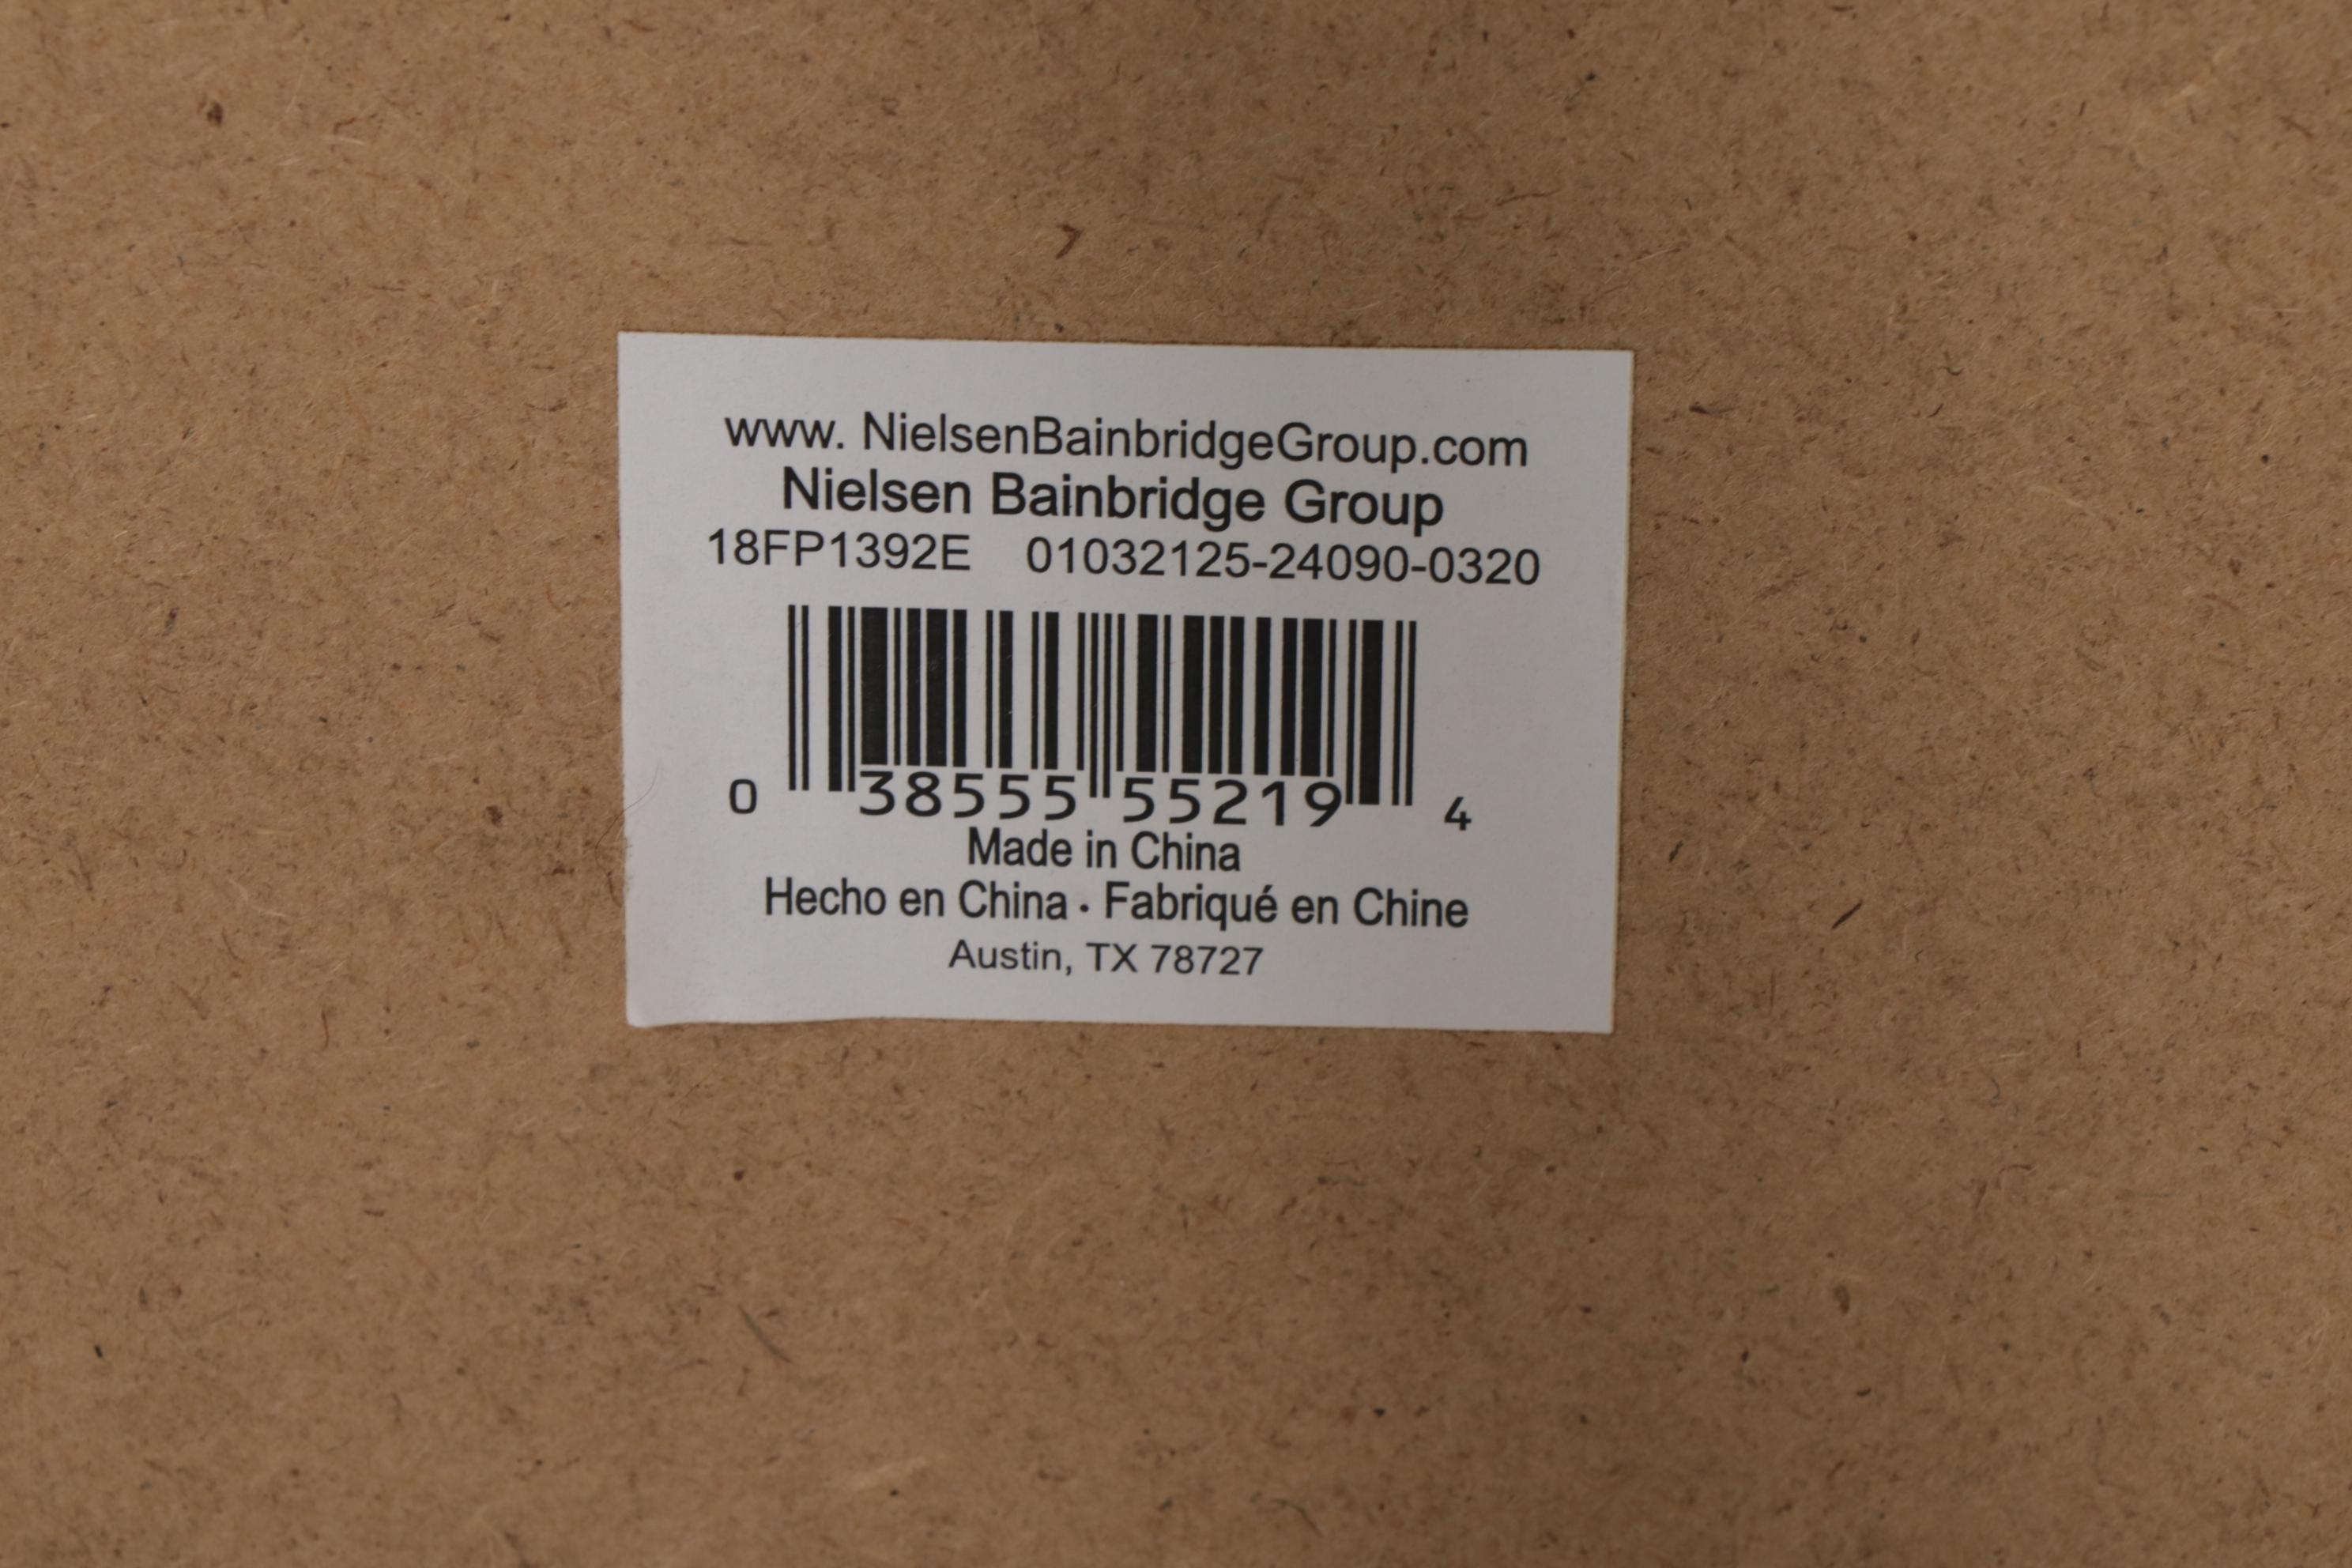 www. NielsenBainbridgeGroup.com
Nielsen Bainbridge Group
18FP1392E 01032125-24090-0320
0 38555 55219 4
Made in China
Hecho en China · Fabriqué en Chine
Austin, TX 78727